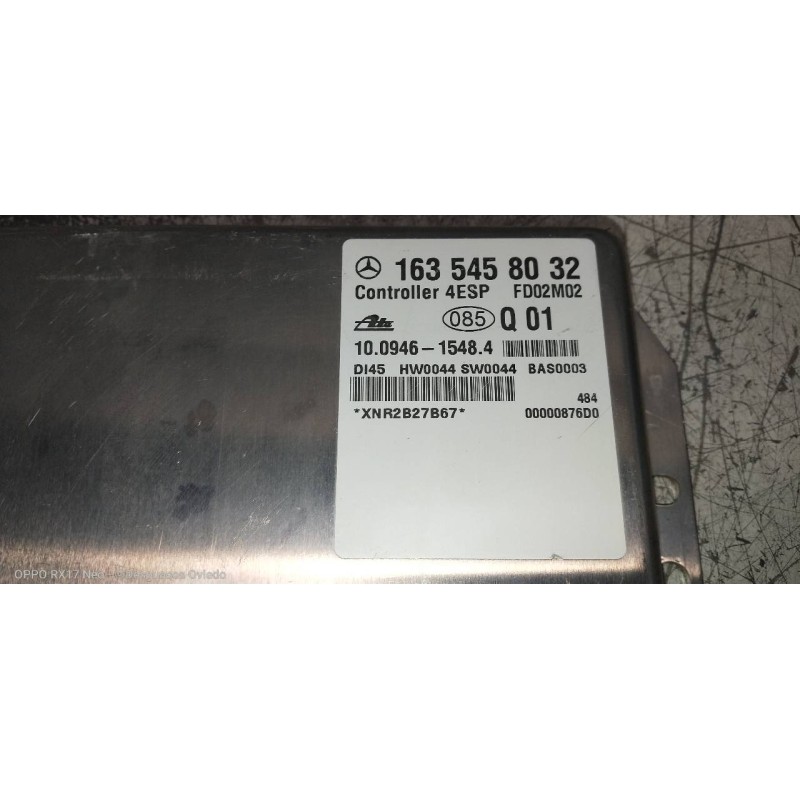 163 545 80 32
Controller 4ESP FD02M02
Ate 085 Q 01
10.0946-1548.4
DI45 HW0044 SW0044 BAS0003
484
*XNR2B27B67* 00000876D0
OPPO RX17 Oviedo